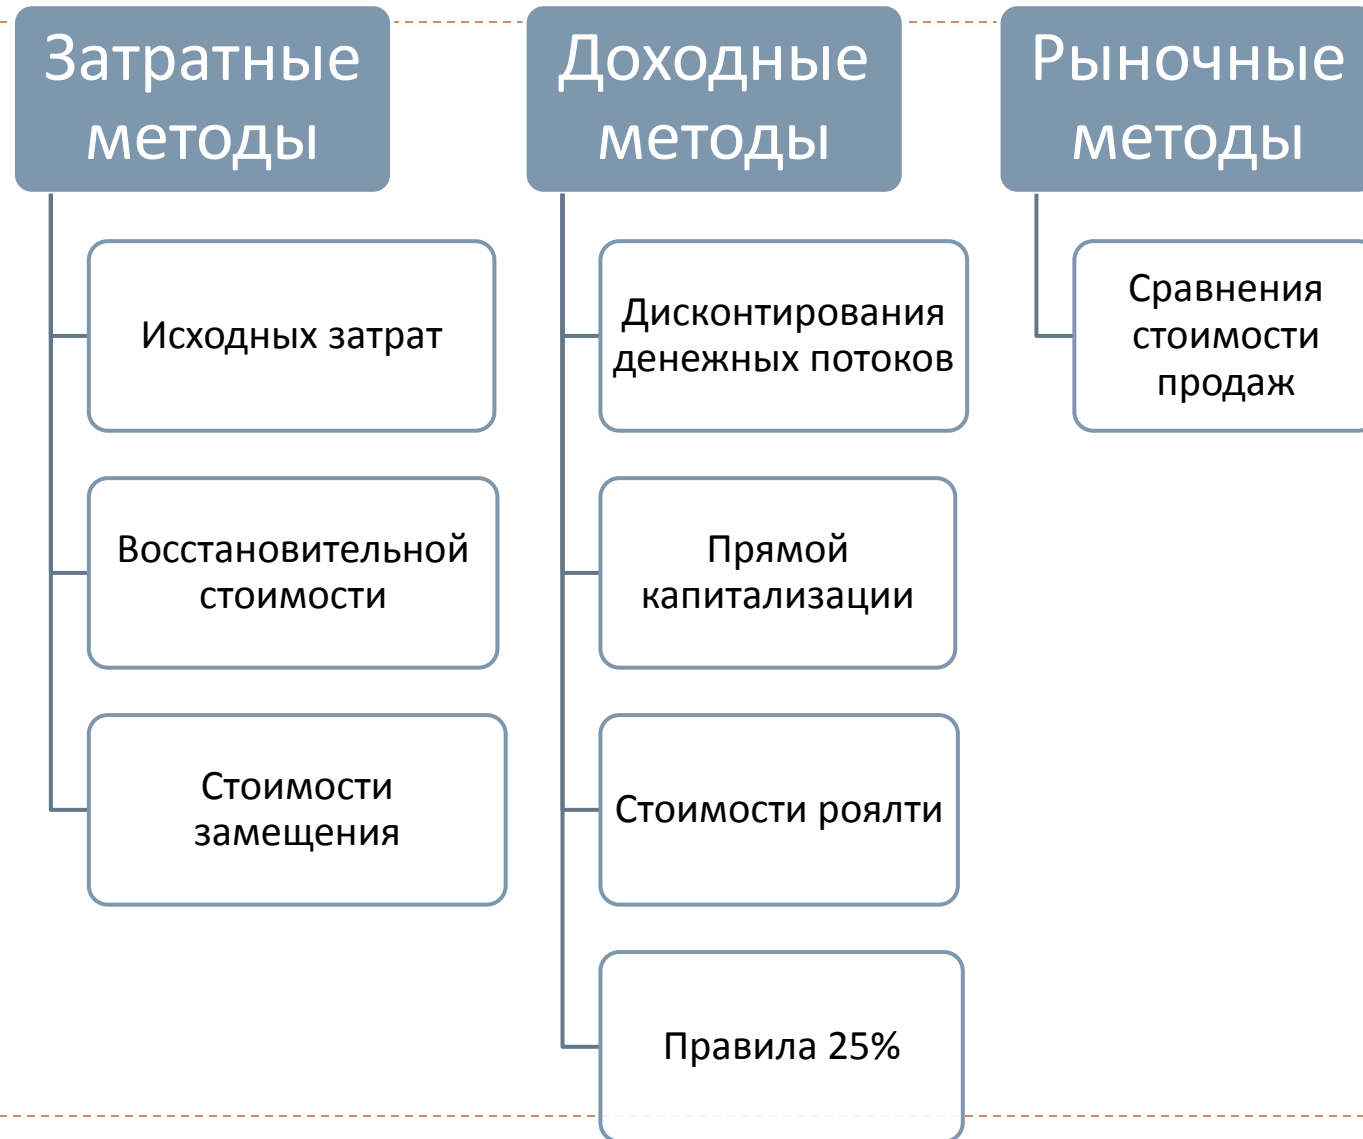 Затратные
методы
Исходных затрат
Восстановительной
стоимости
Стоимости
замещения
Доходные
методы
Дисконтирования
денежных потоков
Прямой
капитализации
Стоимости роялти
Правила 25%
Рыночные
методы
Сравнения
стоимости
продаж